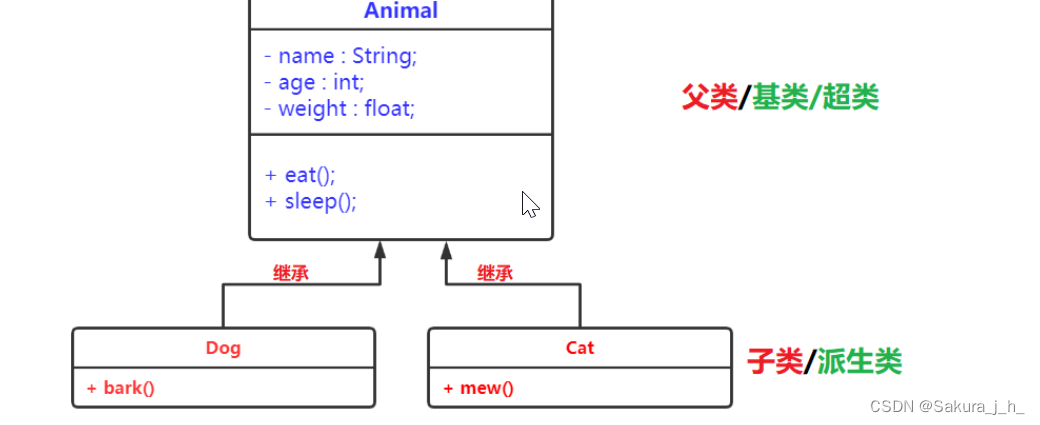 Animal
- name : String;
- age : int;
- weight : float;
父类/基类/超类
+ eat();
+ sleep();
继承
继承
Dog
Cat
子类/派生类
+ bark()
+ mew()
CSDN @Sakura_j_h_